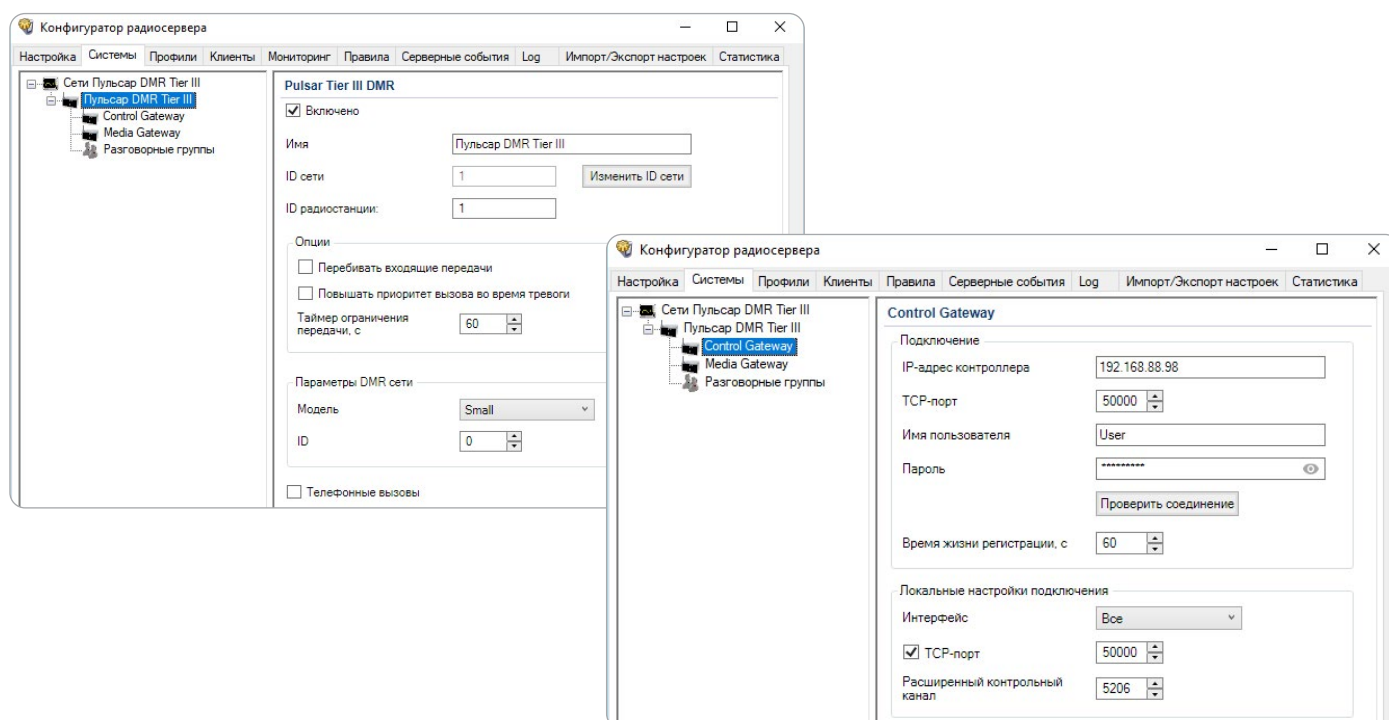 Конфигуратор радиосервера
Настройка Системы Профили Клиенты Мониторинг Правила Серверные события Log Импорт/Экспорт настроек Статистика
Сети Пульсар DMR Tier III
Пульсар DMR Tier III
Control Gateway
Media Gateway
Разговорные группы
Pulsar Tier III DMR
Включено
Имя Пульсар DMR Tier III
ID сети 1 Изменить ID сети
ID радиостанции: 1
Опции
Перебивать входящие передачи
Повышать приоритет вызова во время тревоги
Таймер ограничения передачи, с 60
Параметры DMR сети
Модель Small
ID 0
Телефонные вызовы
Конфигуратор радиосервера
Настройка Системы Профили Клиенты Правила Серверные события Log Импорт/Экспорт настроек Статистика
Сети Пульсар DMR Tier III
Пульсар DMR Tier III
Control Gateway
Media Gateway
Разговорные группы
Control Gateway
Подключение
IP-адрес контроллера 192.168.88.98
TCP-порт 50000
Имя пользователя User
Пароль *********
Проверить соединение
Время жизни регистрации, с 60
Локальные настройки подключения
Интерфейс Все
TCP-порт 50000
Расширенный контрольный канал 5206